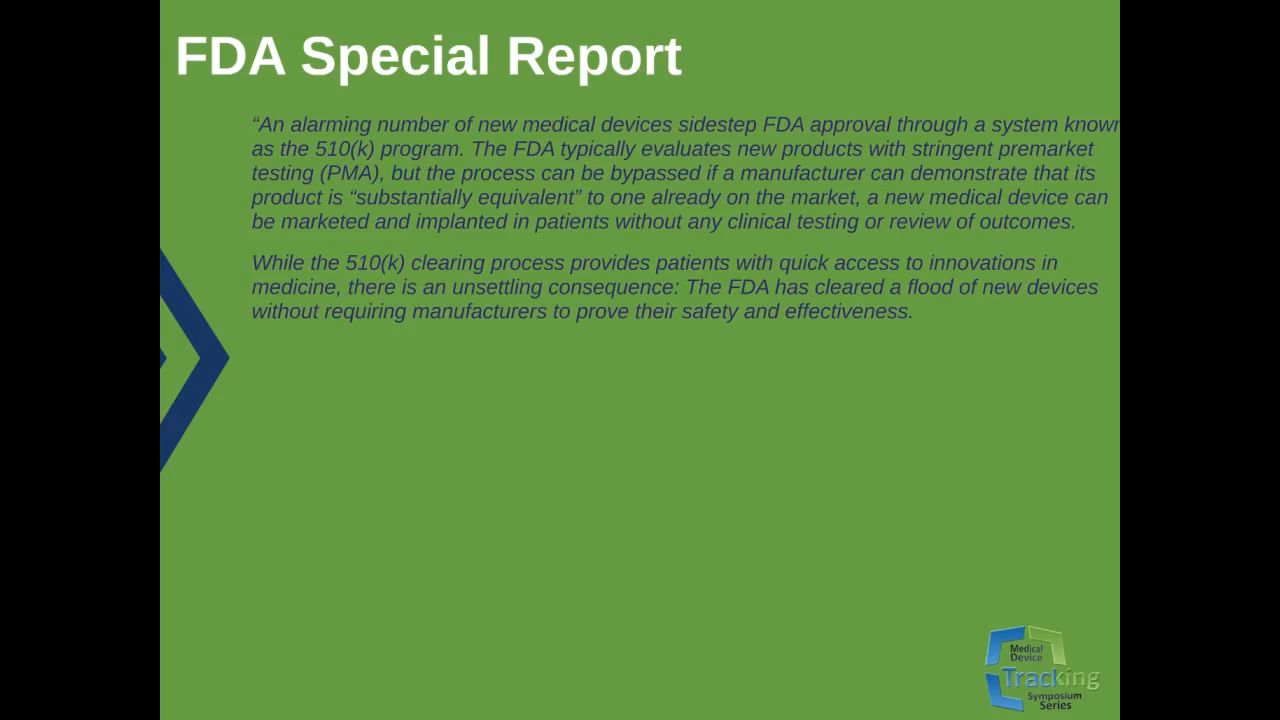 FDA Special Report
“An alarming number of new medical devices sidestep FDA approval through a system known
as the 510(k) program. The FDA typically evaluates new products with stringent premarket
testing (PMA), but the process can be bypassed if a manufacturer can demonstrate that its
product is “substantially equivalent” to one already on the market, a new medical device can
be marketed and implanted in patients without any clinical testing or review of outcomes.
While the 510(k) clearing process provides patients with quick access to innovations in
medicine, there is an unsettling consequence: The FDA has cleared a flood of new devices
without requiring manufacturers to prove their safety and effectiveness.
Medical
Device
Tracking
Symposium
Series